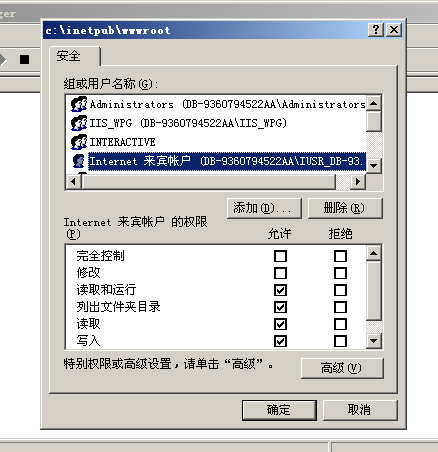 ger
c:\inetpub\wwwroot
安全
组或用户名称(G):
Administrators (DB-9360794522AA\Administrators
IIS_WPG (DB-9360794522AA\IIS_WPG)
INTERACTIVE
Internet 来宾帐户 (DB-9360794522AA\IUSR_DB-93.
添加(D)... 删除(R)
Internet 来宾帐户 的权限
(P) 允许 拒绝
完全控制
修改
读取和运行
列出文件夹目录
读取
写入
特别权限或高级设置，请单击“高级”。
高级(V)
确定 取消